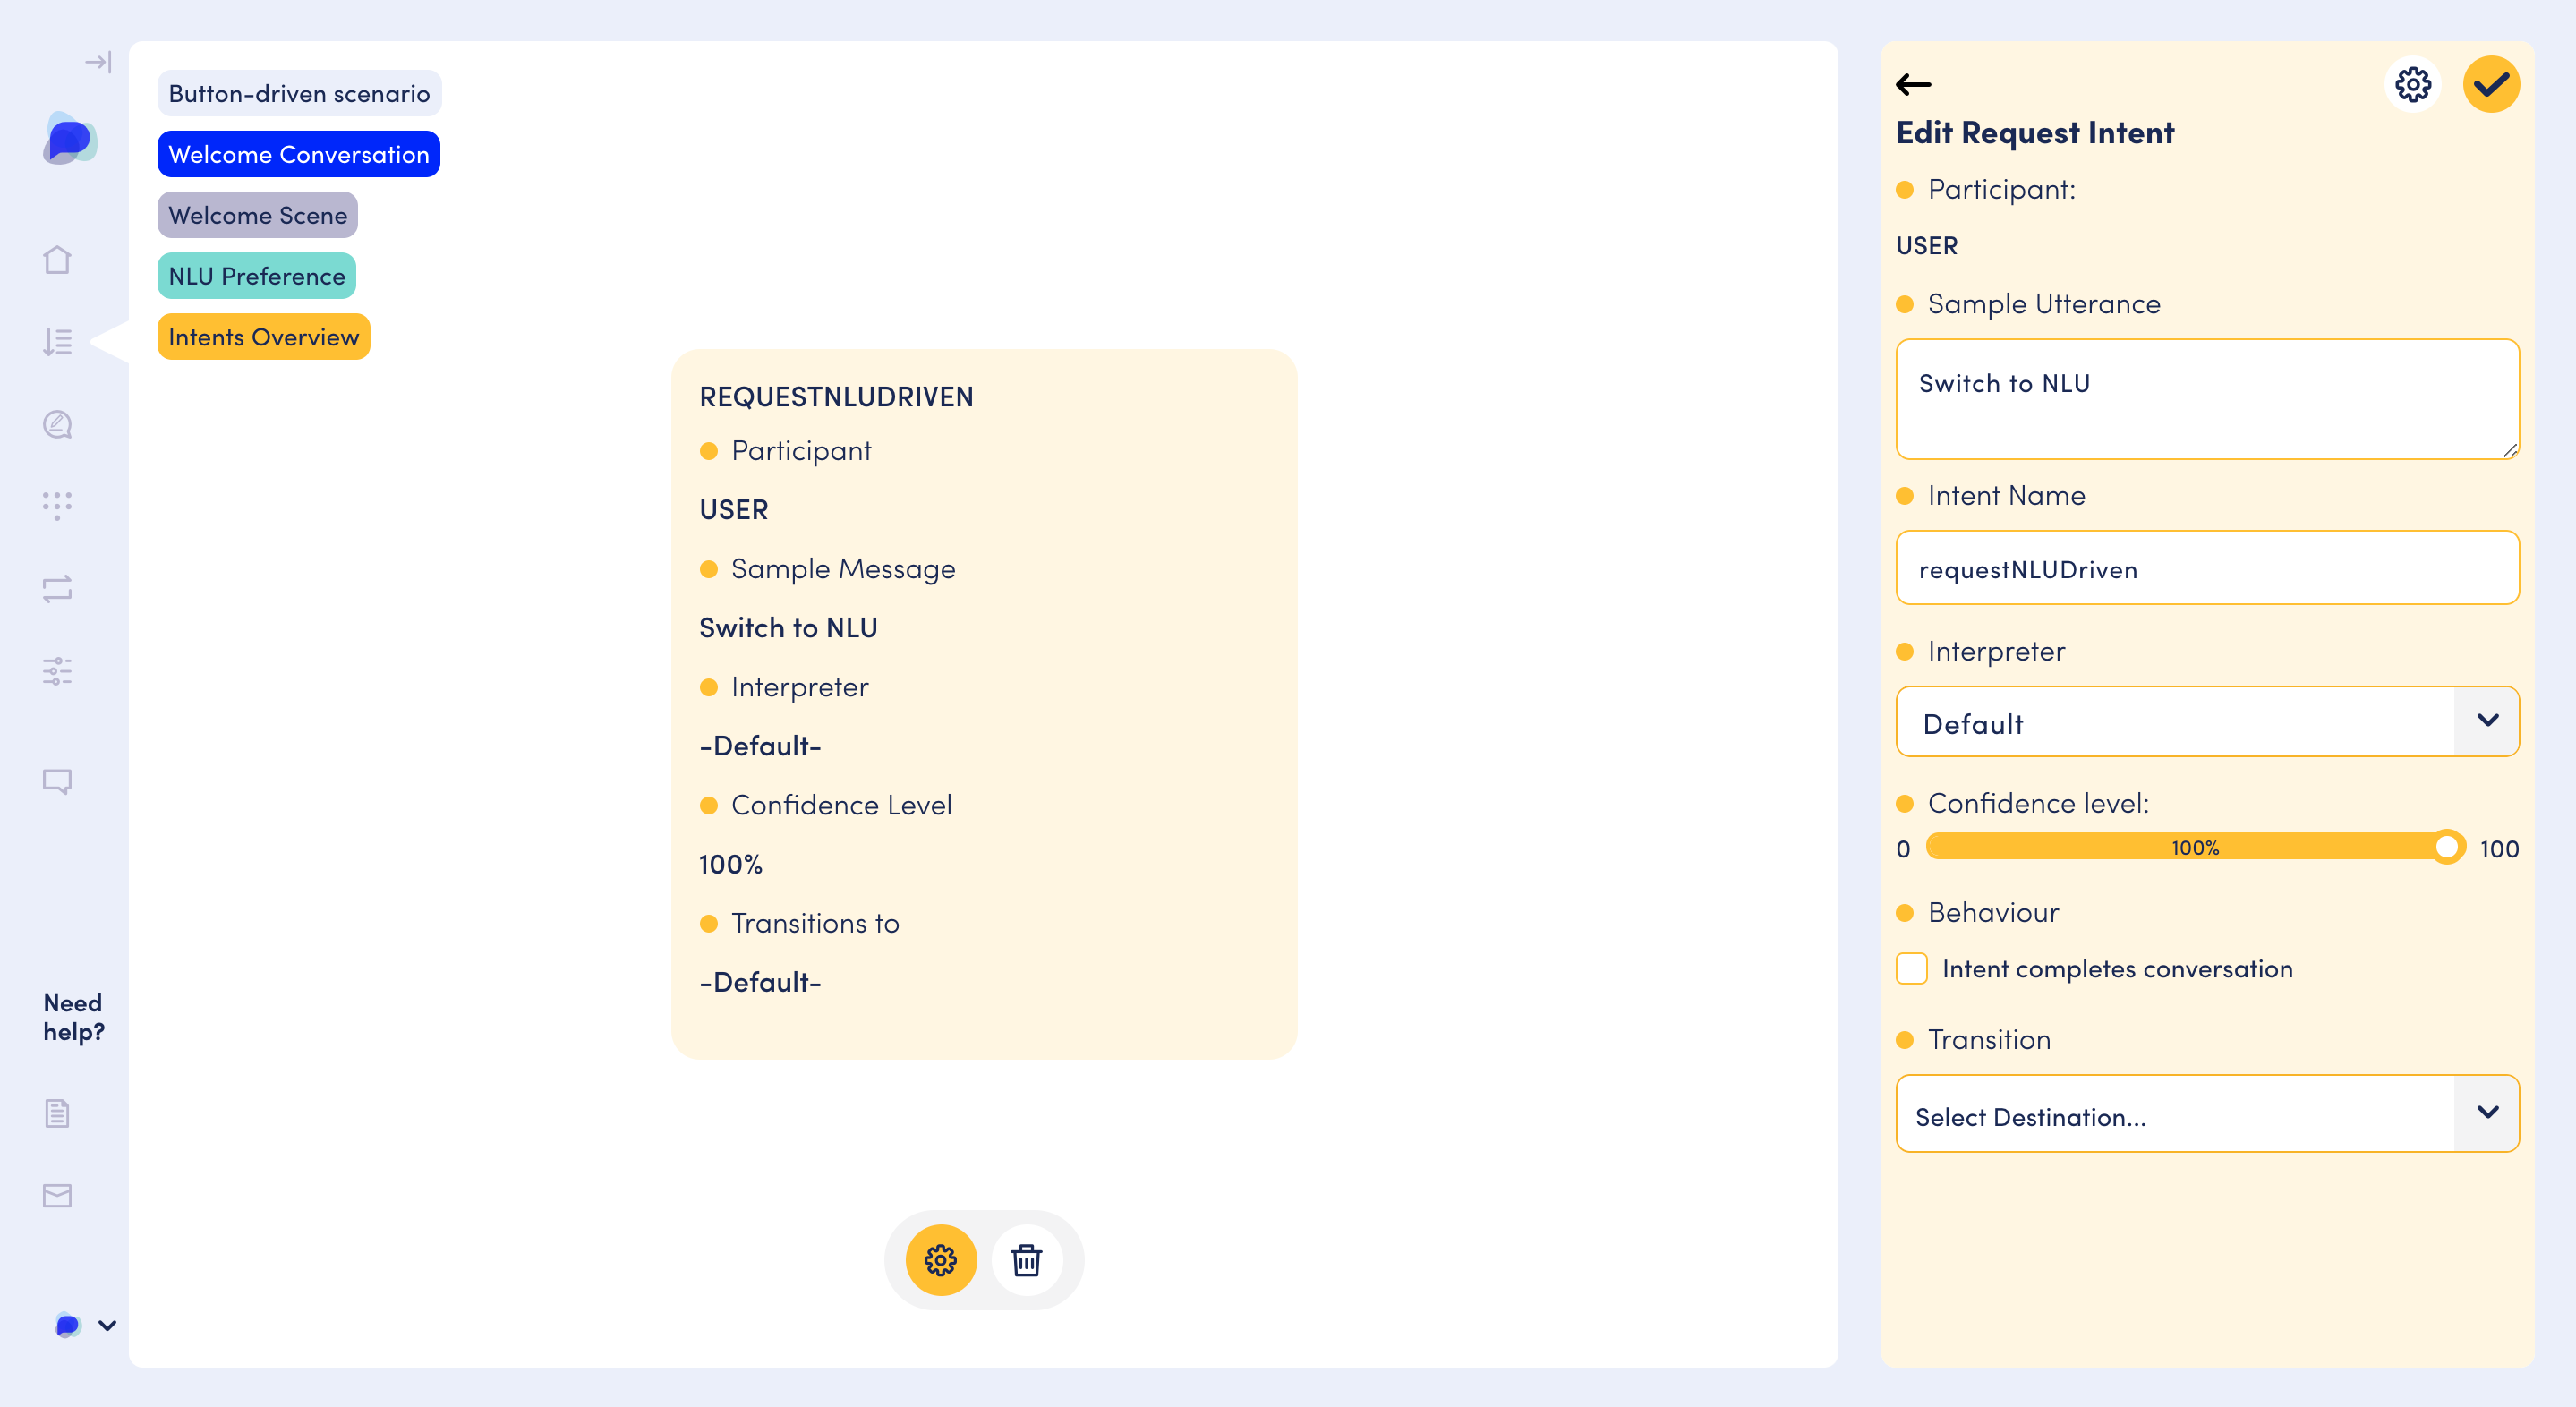 Button-driven scenario
Welcome Conversation
Welcome Scene
NLU Preference
Intents Overview
Need
help?
REQUESTNLUDRIVEN
Participant
USER
Sample Message
Switch to NLU
Interpreter
-Default-
Confidence Level
100%
Transitions to
-Default-
Edit Request Intent
Participant:
USER
Sample Utterance
Switch to NLU
Intent Name
requestNLUDriven
Interpreter
Default
Confidence level:
0 100% 100
Behaviour
Intent completes conversation
Transition
Select Destination...